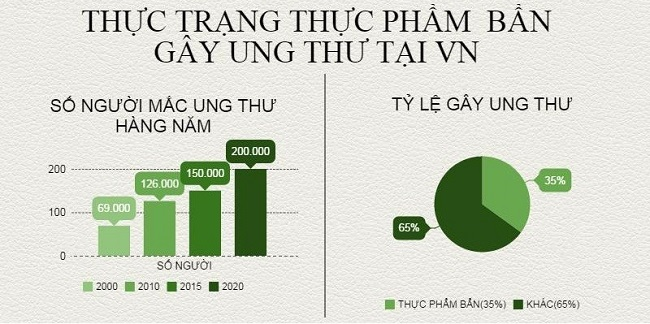 THỰC TRẠNG THỰC PHẨM BẨN
GÂY UNG THƯ TẠI VN
SỐ NGƯỜI MẮC UNG THƯ
HÀNG NĂM
200.000
150.000
126.000
69.000
200
100
0
SỐ NGƯỜI
2000 2010 2015 2020
TỶ LỆ GÂY UNG THƯ
35%
65%
THỰC PHẨM BẨN(35%) KHÁC(65%)